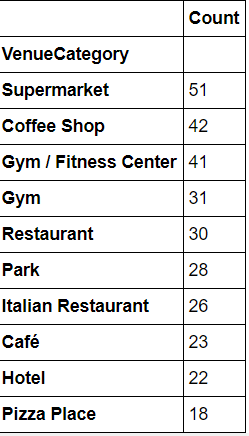 Count
VenueCategory
Supermarket 51
Coffee Shop 42
Gym / Fitness Center 41
Gym 31
Restaurant 30
Park 28
Italian Restaurant 26
Café 23
Hotel 22
Pizza Place 18